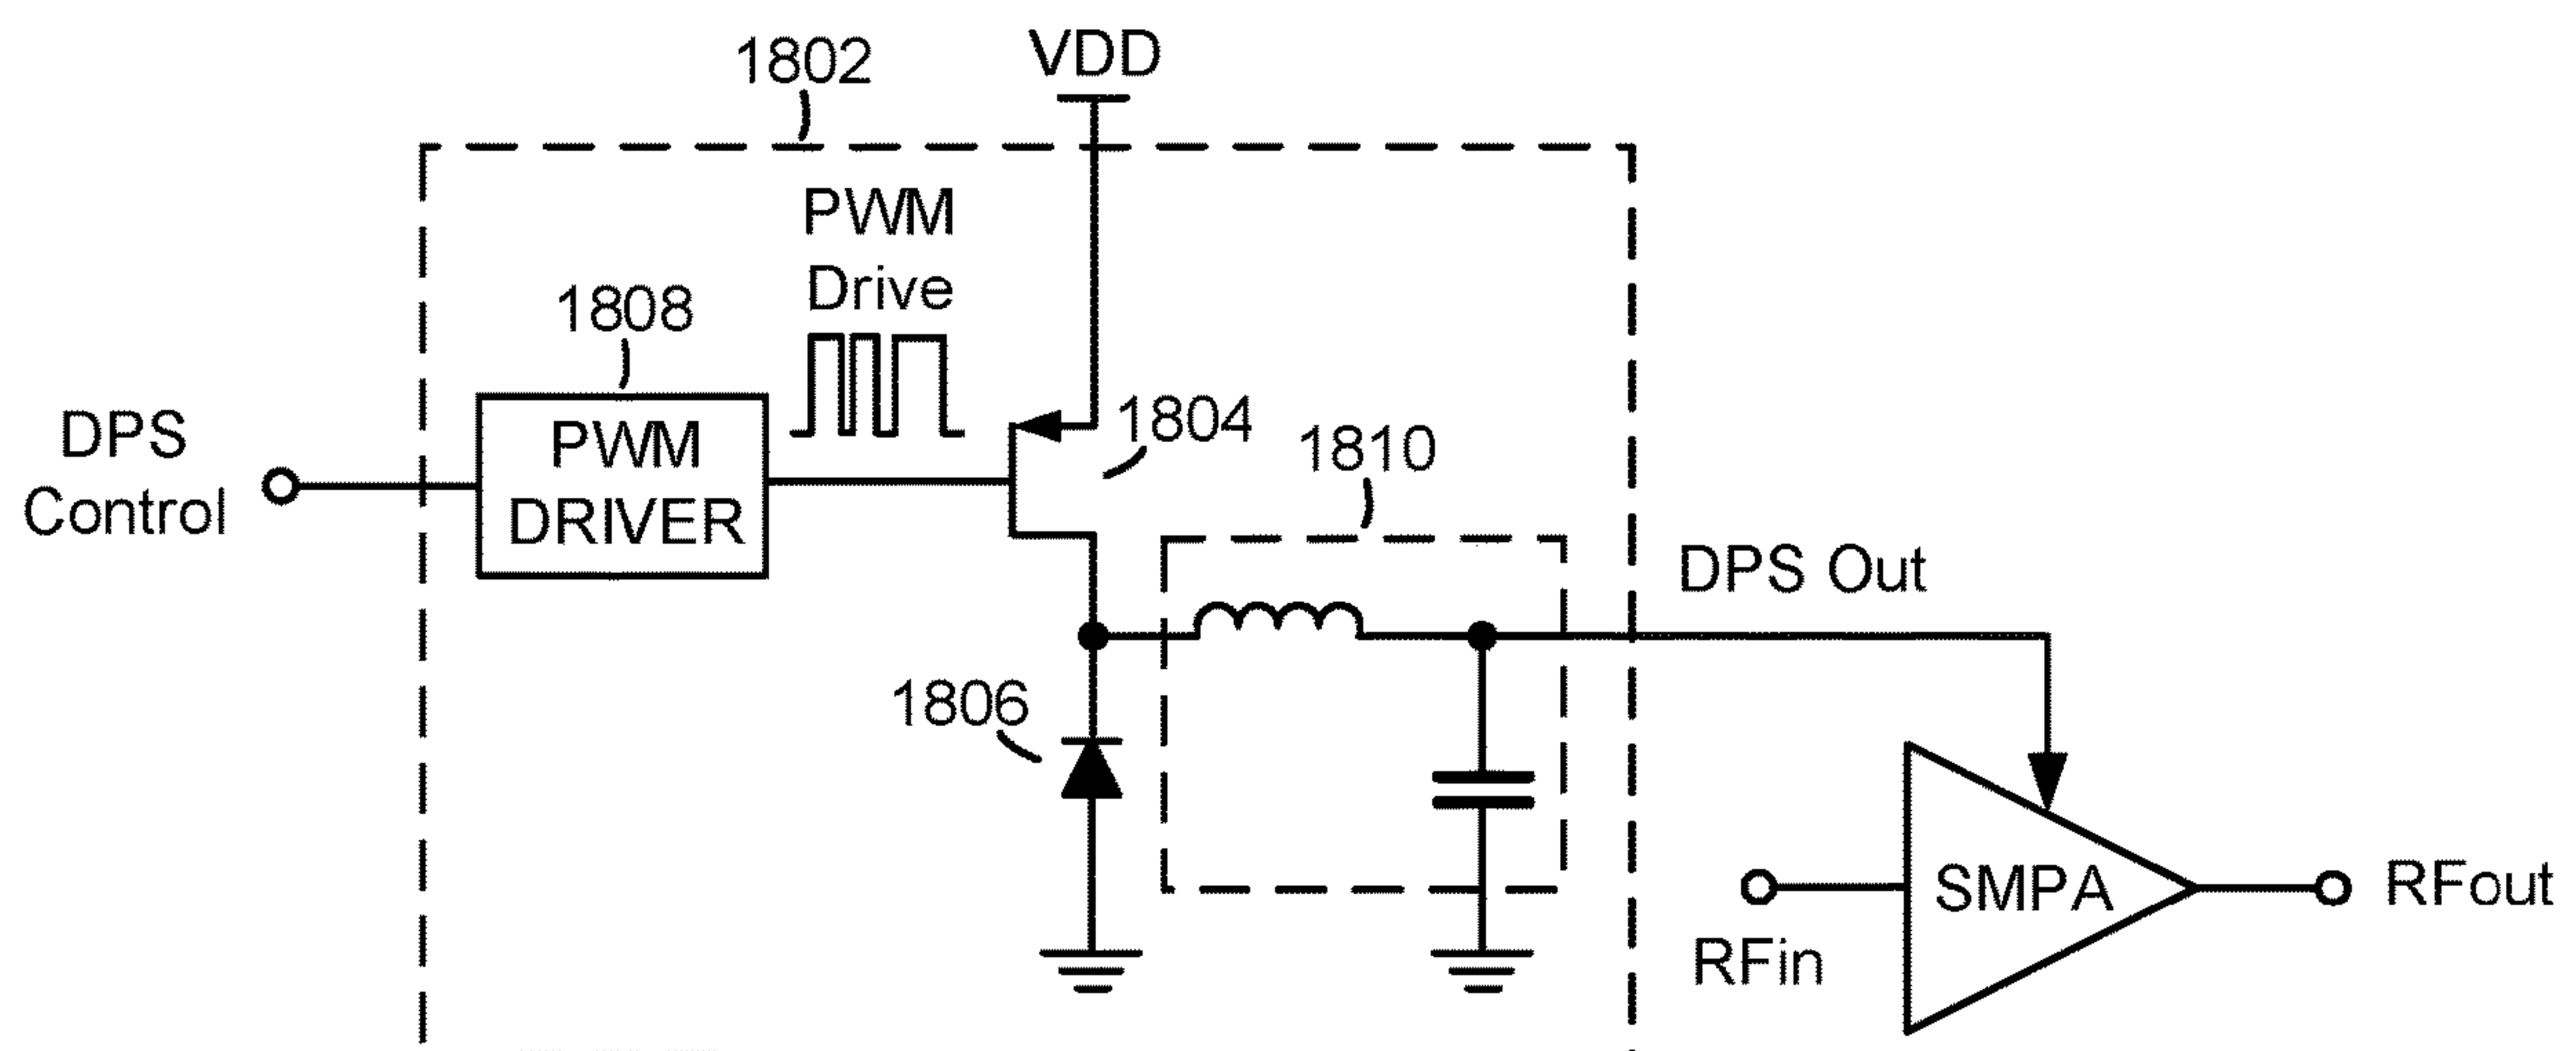 1802
VDD
PWM
Drive
1808
DPS
Control
PWM
DRIVER
1804
1810
DPS Out
1806
SMPA
RFin
RFout